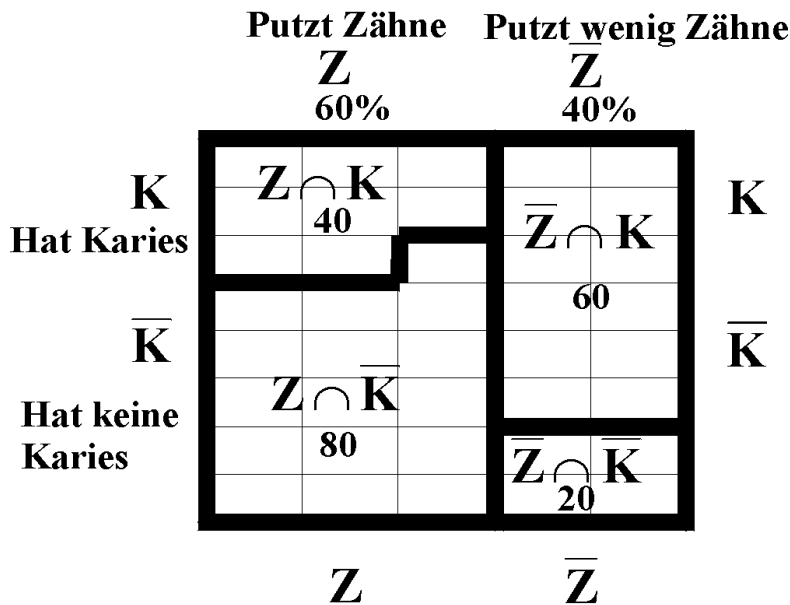 Putzt Zähne Putzt wenig Zähne
Z Z̅
60% 40%
K Z ∩ K Z̅ ∩ K K
40
Hat Karies
60
K̅ K̅
Z ∩ K̅
Hat keine
80
Karies
Z̅ ∩ K̅
20
Z Z̅